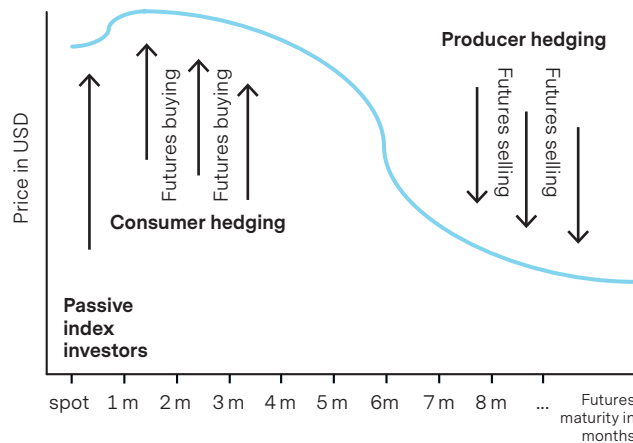 Producer hedging
Price in USD
Futures buying
Futures buying
Futures selling
Futures selling
Consumer hedging
Passive
index
investors
spot 1 m 2 m 3 m 4 m 5 m 6m 7 m 8 m ... Futures
maturity in
months